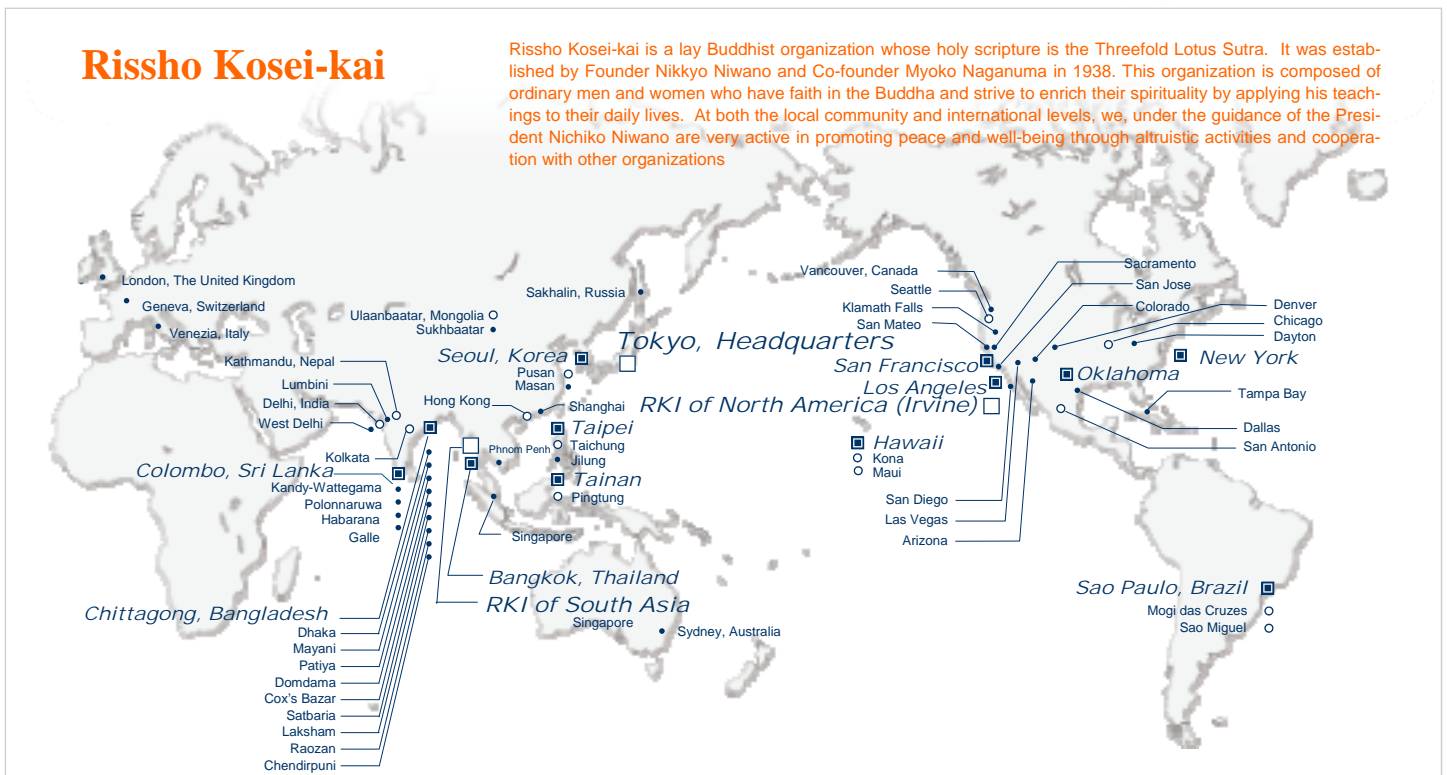 Rissho Kosei-kai
Rissho Kosei-kai is a lay Buddhist organization whose holy scripture is the Threefold Lotus Sutra.  It was estab-
lished by Founder Nikkyo Niwano and Co-founder Myoko Naganuma in 1938. This organization is composed of
ordinary men and women who have faith in the Buddha and strive to enrich their spirituality by applying his teach-
ings to their daily lives.  At both the local community and international levels, we, under the guidance of the Presi-
dent Nichiko Niwano are very active in promoting peace and well-being through altruistic activities and coopera-
tion with other organizations
London, The United Kingdom
Geneva, Switzerland
Venezia, Italy
Sakhalin, Russia
Ulaanbaatar, Mongolia
Sukhbaatar
Kathmandu, Nepal
Lumbini
Delhi, India
West Delhi
Kolkata
Seoul, Korea
Pusan
Masan
Tokyo, Headquarters
Hong Kong
Shanghai
Taipei
Taichung
Jilung
Tainan
Pingtung
Phnom Penh
Colombo, Sri Lanka
Kandy-Wattegama
Polonnaruwa
Habarana
Galle
Singapore
Bangkok, Thailand
RKI of South Asia
Singapore
Sydney, Australia
Chittagong, Bangladesh
Dhaka
Mayani
Patiya
Domdama
Cox's Bazar
Satbaria
Laksham
Raozan
Chendirpuni
Vancouver, Canada
Seattle
Klamath Falls
San Mateo
San Francisco
Los Angeles
RKI of North America (Irvine)
Hawaii
Kona
Maui
San Diego
Las Vegas
Arizona
Sacramento
San Jose
Colorado
Denver
Chicago
Dayton
New York
Oklahoma
Tampa Bay
Dallas
San Antonio
Sao Paulo, Brazil
Mogi das Cruzes
Sao Miguel